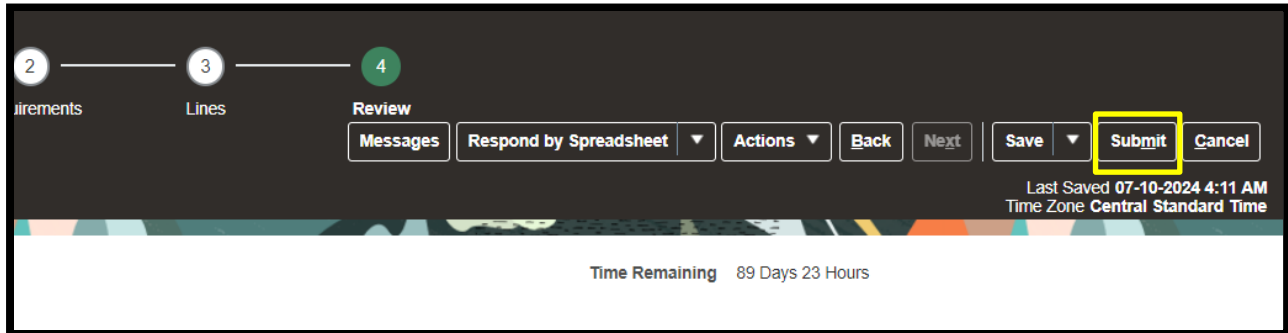 2 3 4
uirements Lines Review
Messages Respond by Spreadsheet Actions Back Next Save Submit Cancel
Last Saved 07-10-2024 4:11 AM
Time Zone Central Standard Time
Time Remaining 89 Days 23 Hours